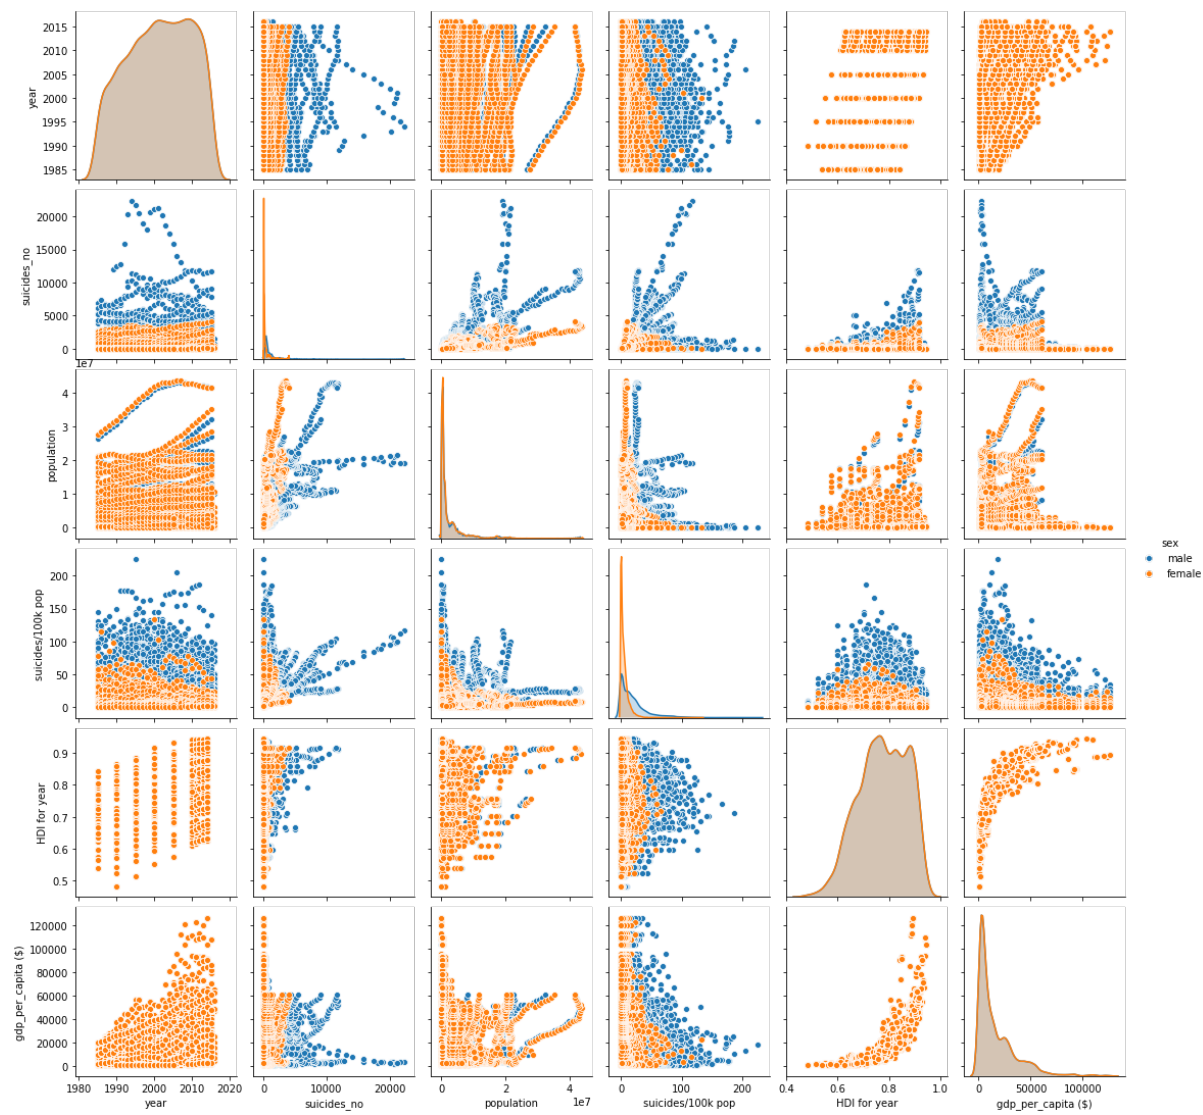 2015
2010
2005
2000
1995
1990
1985
year
20000
15000
10000
5000
0
suicides_no
1e7
4
3
2
1
0
population
200
150
100
50
0
suicides/100k pop
sex
male
female
0.9
0.8
0.7
0.6
0.5
HDI for year
120000
100000
80000
60000
40000
20000
0
gdp_per_capita ($)
1980 1990 2000 2010 2020
year
0 10000 20000
suicides_no
0 2 4
1e7
population
0 100 200
suicides/100k pop
0.4 0.6 0.8 1.0
HDI for year
0 50000 100000
gdp_per_capita ($)